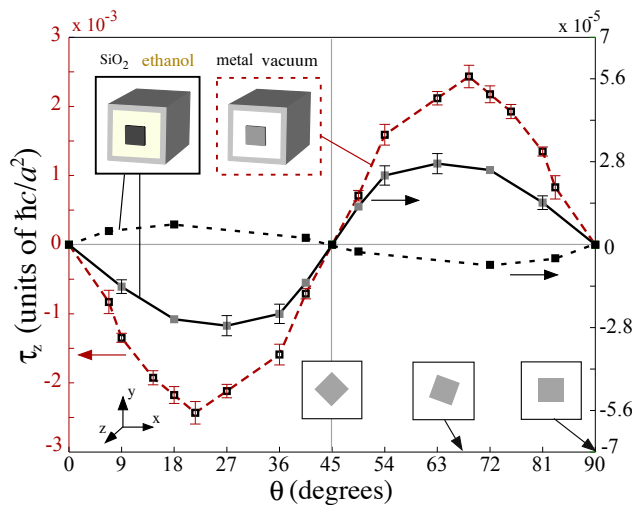 x 10⁻³
x 10⁻⁵
3
2
1
0
-1
-2
-3
7
5.6
2.8
0
-2.8
-5.6
-7
SiO₂ ethanol
metal vacuum
τz (units of ħc/a²)
y
x
z
0 9 18 27 36 45 54 63 72 81 90
θ (degrees)